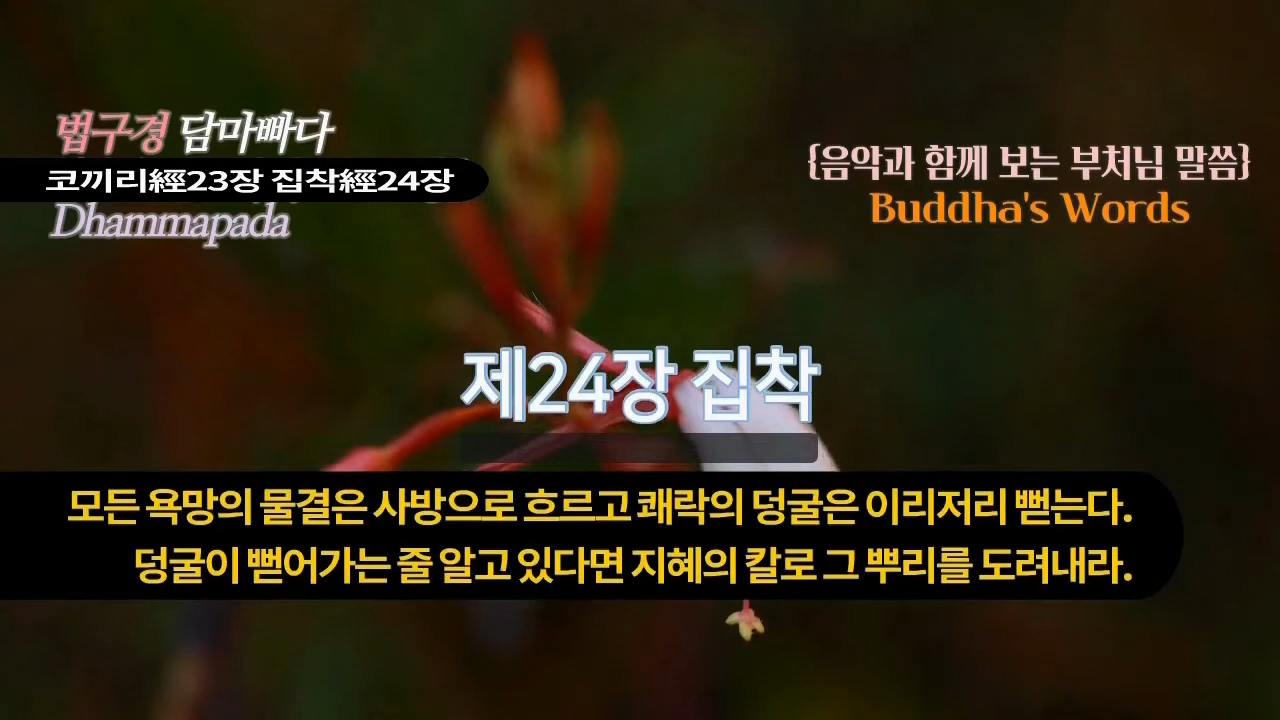 법구경 담마빠다
코끼리經23장 집착經24장
Dhammapada
{음악과 함께 보는 부처님 말씀}
Buddha's Words
제24장 집착
모든 욕망의 물결은 사방으로 흐르고 쾌락의 덩굴은 이리저리 뻗는다.
덩굴이 뻗어가는 줄 알고 있다면 지혜의 칼로 그 뿌리를 도려내라.